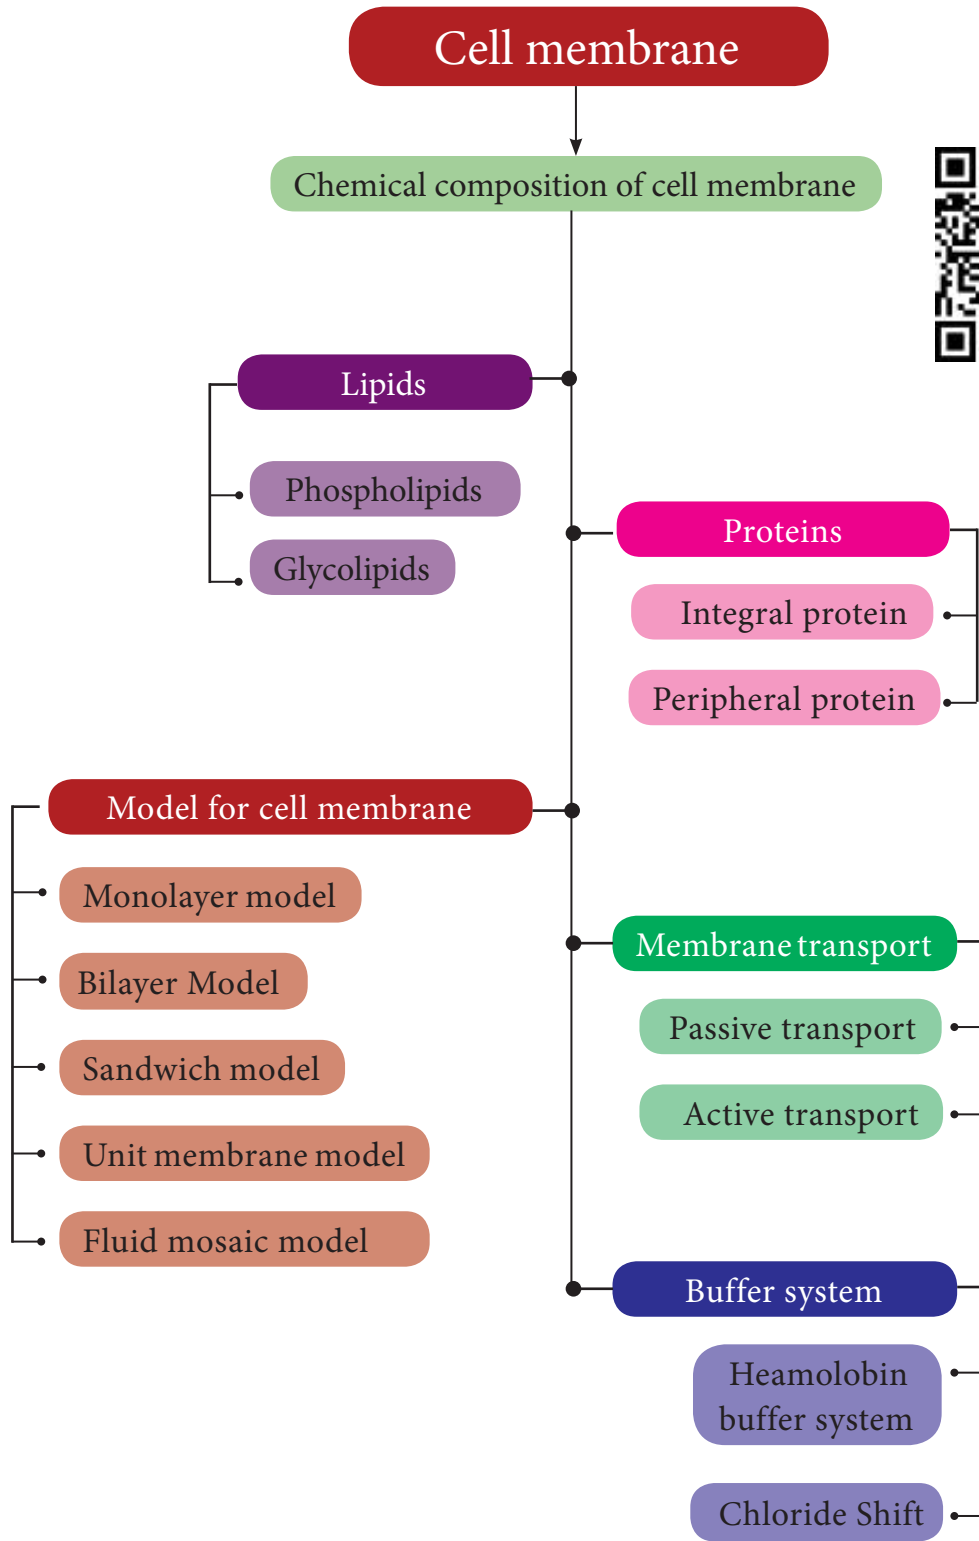 Cell membrane
Chemical composition of cell membrane
Lipids
Phospholipids
Glycolipids
Proteins
Integral protein
Peripheral protein
Model for cell membrane
Monolayer model
Bilayer Model
Sandwich model
Unit membrane model
Fluid mosaic model
Membrane transport
Passive transport
Active transport
Buffer system
Heamolobin
buffer system
Chloride Shift